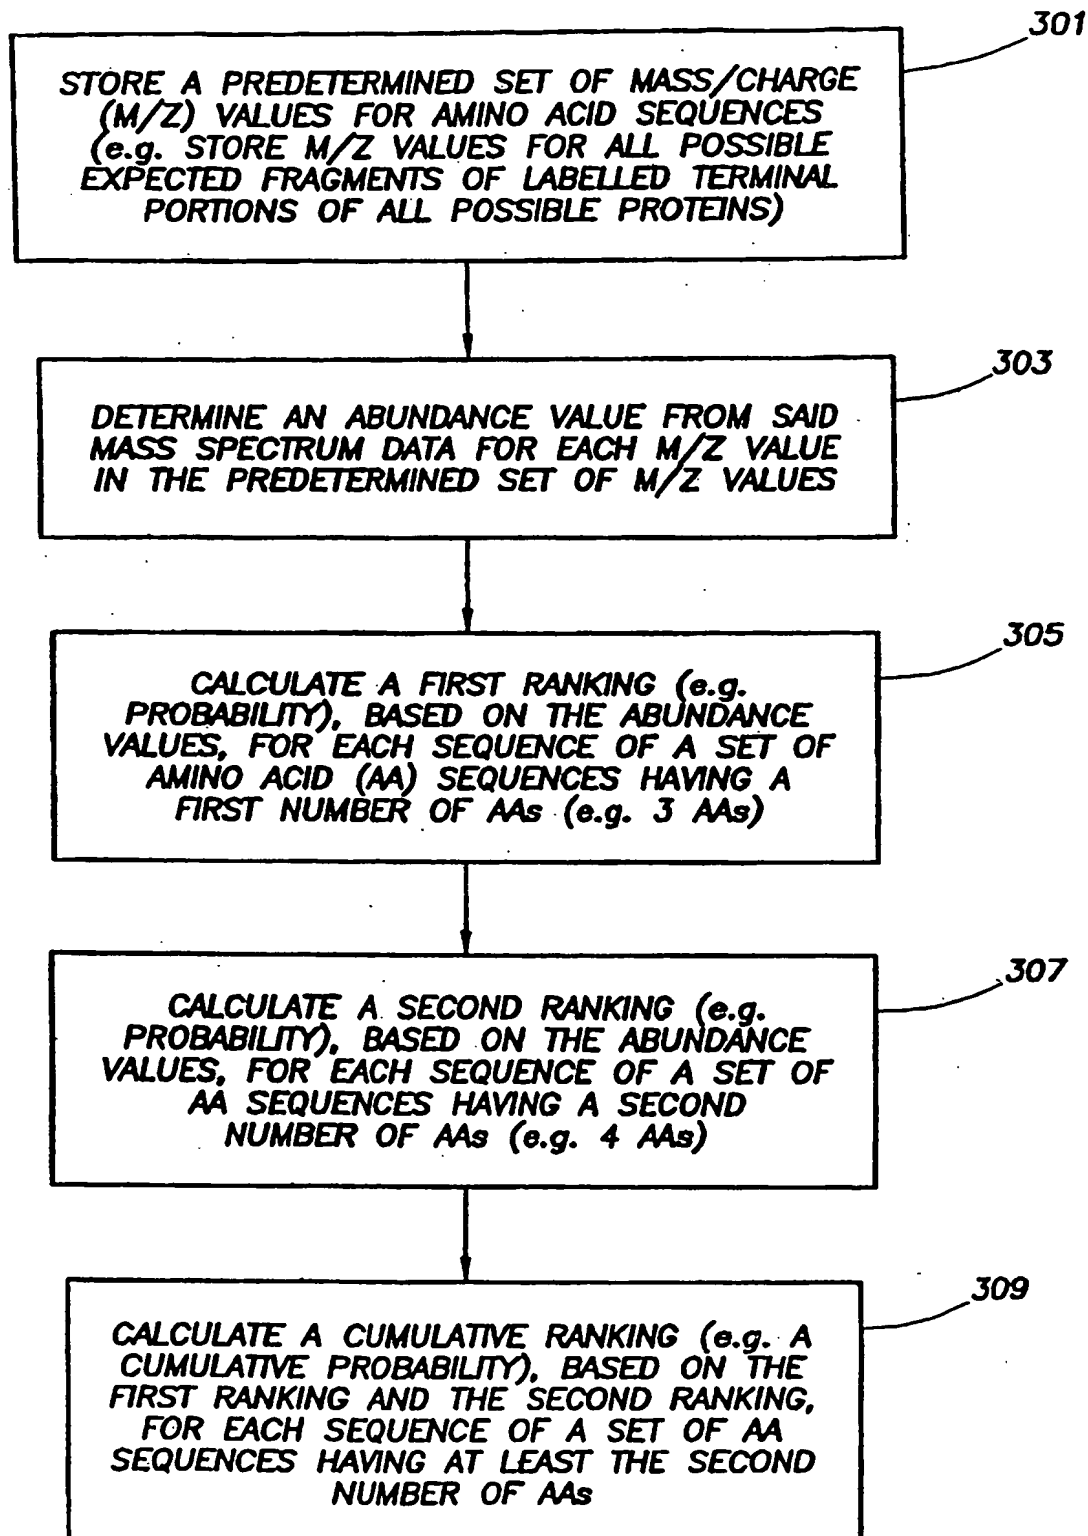 301
STORE A PREDETERMINED SET OF MASS/CHARGE
(M/Z) VALUES FOR AMINO ACID SEQUENCES
(e.g. STORE M/Z VALUES FOR ALL POSSIBLE
EXPECTED FRAGMENTS OF LABELLED TERMINAL
PORTIONS OF ALL POSSIBLE PROTEINS)
303
DETERMINE AN ABUNDANCE VALUE FROM SAID
MASS SPECTRUM DATA FOR EACH M/Z VALUE
IN THE PREDETERMINED SET OF M/Z VALUES
305
CALCULATE A FIRST RANKING (e.g.
PROBABILITY), BASED ON THE ABUNDANCE
VALUES, FOR EACH SEQUENCE OF A SET OF
AMINO ACID (AA) SEQUENCES HAVING A
FIRST NUMBER OF AAs (e.g. 3 AAs)
307
CALCULATE A SECOND RANKING (e.g.
PROBABILITY), BASED ON THE ABUNDANCE
VALUES, FOR EACH SEQUENCE OF A SET OF
AA SEQUENCES HAVING A SECOND
NUMBER OF AAs (e.g. 4 AAs)
309
CALCULATE A CUMULATIVE RANKING (e.g. A
CUMULATIVE PROBABILITY), BASED ON THE
FIRST RANKING AND THE SECOND RANKING,
FOR EACH SEQUENCE OF A SET OF AA
SEQUENCES HAVING AT LEAST THE SECOND
NUMBER OF AAs